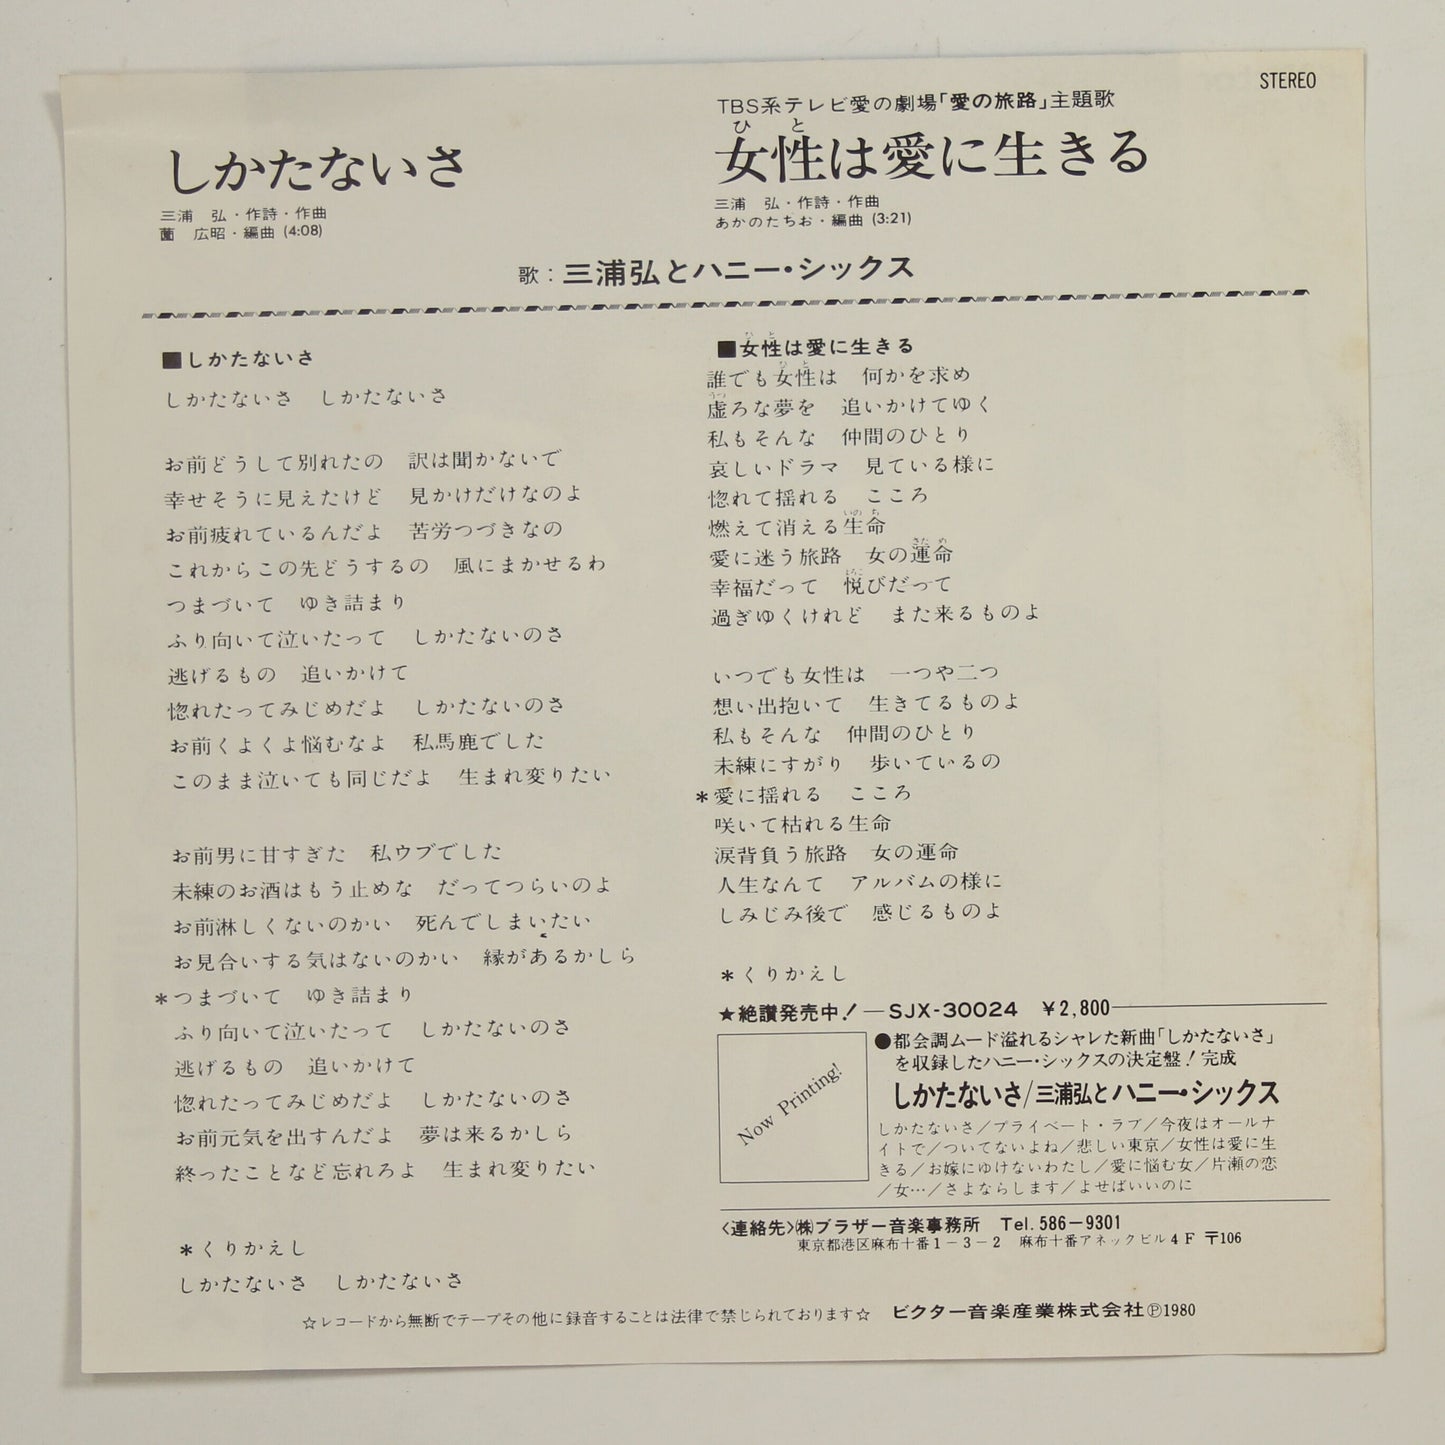 STEREO
しかたないさ
三浦 弘・作詩・作曲
薗 広昭・編曲 (4:08)
TBS系テレビ愛の劇場「愛の旅路」主題歌
ひと
女性は愛に生きる
三浦 弘・作詩・作曲
あかのたちお・編曲 (3:21)
歌：三浦弘とハニー・シックス
■しかたないさ
しかたないさ しかたないさ
お前どうして別れたの 訳は聞かないで
幸せそうに見えたけど 見かけだけなのよ
お前疲れているんだよ 苦労つづきなの
これからこの先どうするの 風にまかせるわ
つまづいて ゆき詰まり
ふり向いて泣いたって しかたないのさ
逃げるもの 追いかけて
惚れたってみじめだよ しかたないのさ
お前くよくよ悩むなよ 私馬鹿でした
このまま泣いても同じだよ 生まれ変りたい
お前男に甘すぎた 私ウブでした
未練のお酒はもう止めな だってつらいのよ
お前淋しくないのかい 死んでしまいたい
お見合いする気はないのかい 縁があるかしら
＊つまづいて ゆき詰まり
ふり向いて泣いたって しかたないのさ
逃げるもの 追いかけて
惚れたってみじめだよ しかたないのさ
お前元気を出すんだよ 夢は来るかしら
終ったことなど忘れろよ 生まれ変りたい
＊くりかえし
しかたないさ しかたないさ
ひと
■女性は愛に生きる
ひと
誰でも女性は 何かを求め
うつ
虚ろな夢を 追いかけてゆく
私もそんな 仲間のひとり
哀しいドラマ 見ている様に
惚れて揺れる こころ
いのち
燃えて消える生命
さだめ
愛に迷う旅路 女の運命
よろこ
幸福だって 悦びだって
過ぎゆくけれど また来るものよ
いつでも女性は 一つや二つ
想い出抱いて 生きてるものよ
私もそんな 仲間のひとり
未練にすがり 歩いているの
＊愛に揺れる こころ
咲いて枯れる生命
涙背負う旅路 女の運命
人生なんて アルバムの様に
しみじみ後で 感じるものよ
＊くりかえし
★絶讃発売中！―SJX-30024 ￥2,800
Now Printing!
●都会調ムード溢れるシャレた新曲「しかたないさ」
を収録したハニー・シックスの決定盤！完成
しかたないさ/三浦弘とハニー・シックス
しかたないさ／プライベート・ラブ／今夜はオールナ
イトで／ついてないよね／悲しい東京／女性は愛に生
きる／お嫁にゆけないわたし／愛に悩む女／片瀬の恋
／女…／さよならします／よせばいいのに
〈連絡先〉㈱ブラザー音楽事務所 Tel. 586－9301
東京都港区麻布十番1－3－2 麻布十番アネックビル4F 〒106
☆レコードから無断でテープその他に録音することは法律で禁じられております☆ ビクター音楽産業株式会社Ⓟ1980